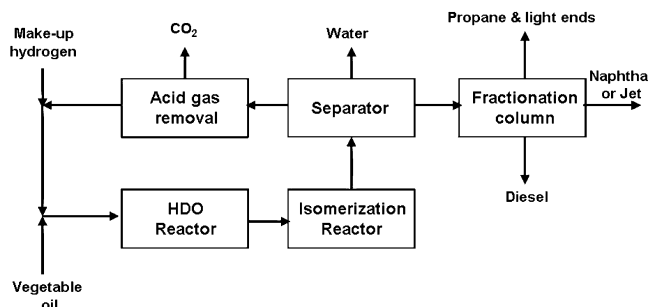 Propane & light ends
Make-up
hydrogen
CO2
Water
Naphtha
or Jet
Acid gas
removal
Separator
Fractionation
column
HDO
Reactor
Isomerization
Reactor
Diesel
Vegetable
oil